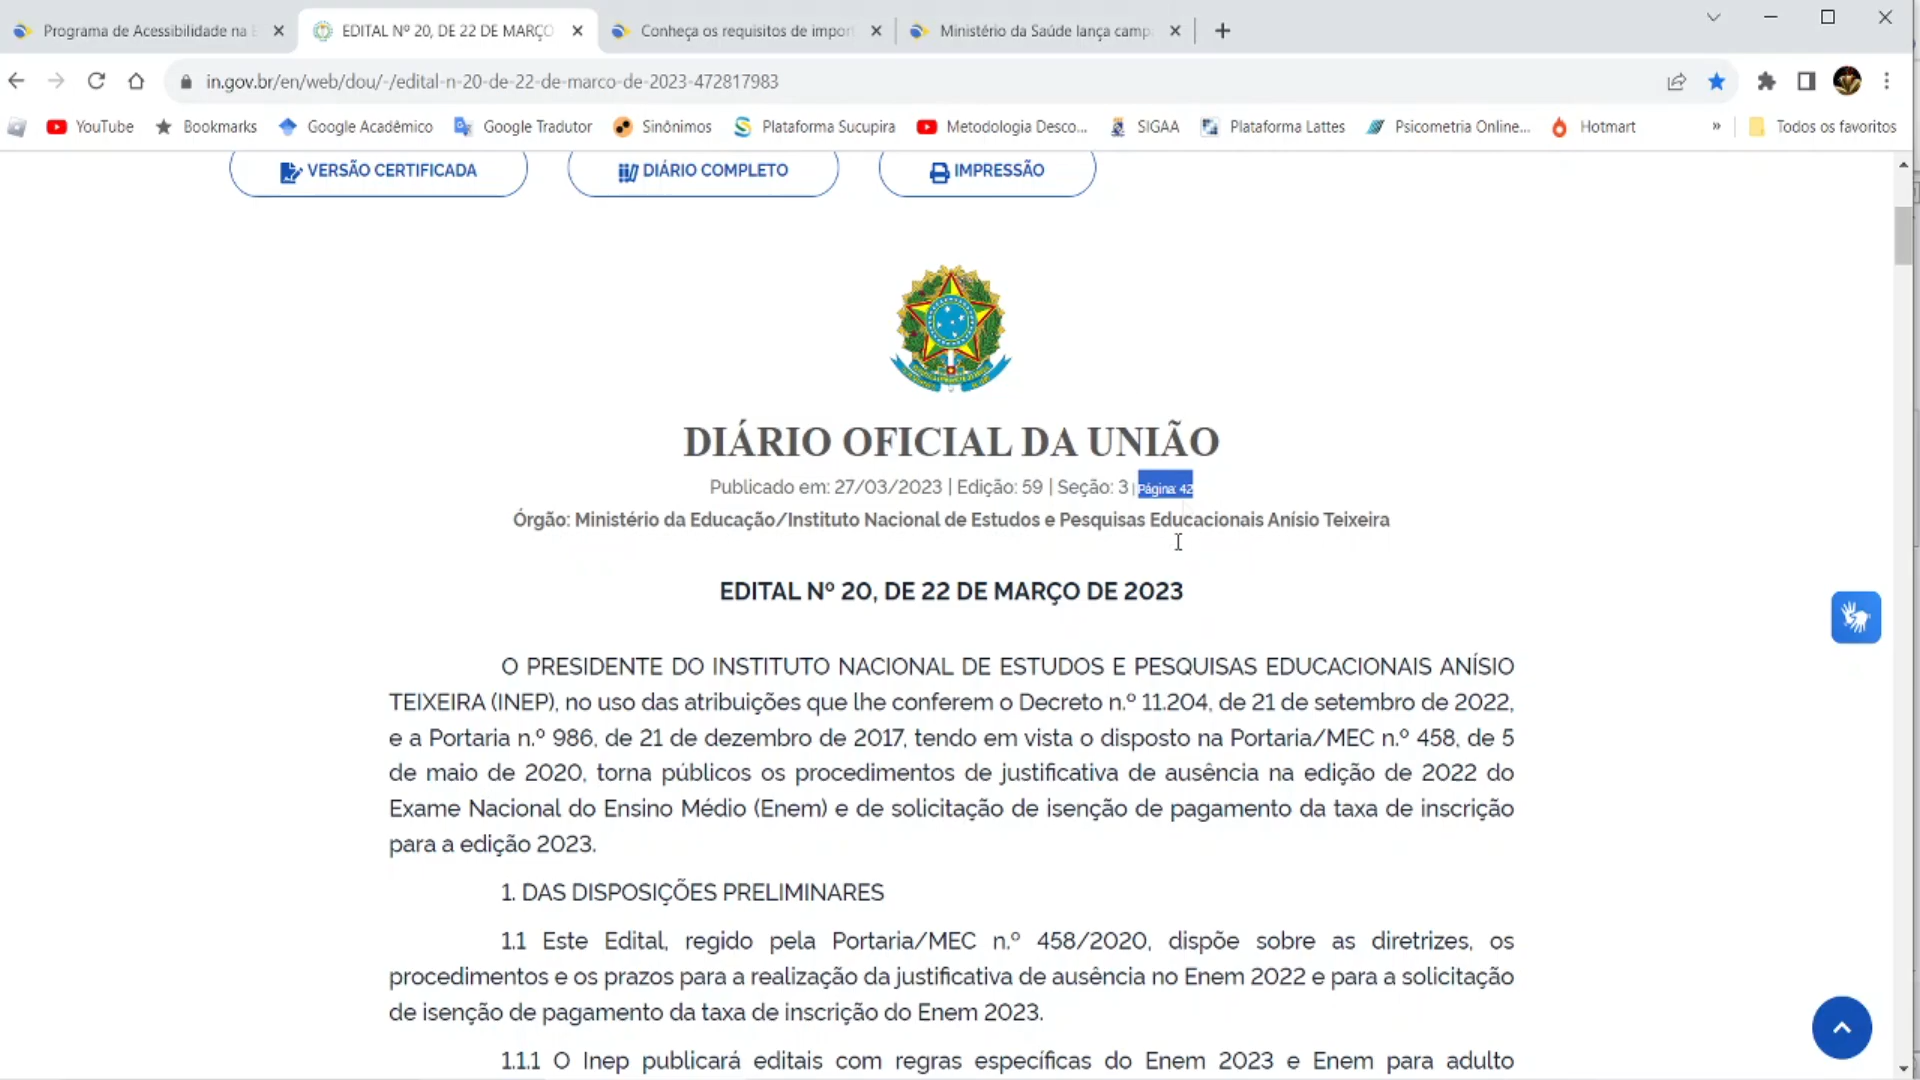 Programa de Acessibilidade na E
EDITAL Nº 20, DE 22 DE MARÇO
Conheça os requisitos de impor
Ministério da Saúde lança camp
in.gov.br/en/web/dou/-/edital-n-20-de-22-de-marco-de-2023-472817983
YouTube Bookmarks Google Acadêmico Google Tradutor Sinônimos Plataforma Sucupira Metodologia Desco... SIGAA Plataforma Lattes Psicometria Online... Hotmart » Todos os favoritos
VERSÃO CERTIFICADA DIÁRIO COMPLETO IMPRESSÃO
DIÁRIO OFICIAL DA UNIÃO
Publicado em: 27/03/2023 | Edição: 59 | Seção: 3 | Página: 42
Órgão: Ministério da Educação/Instituto Nacional de Estudos e Pesquisas Educacionais Anísio Teixeira
EDITAL Nº 20, DE 22 DE MARÇO DE 2023
O PRESIDENTE DO INSTITUTO NACIONAL DE ESTUDOS E PESQUISAS EDUCACIONAIS ANÍSIO
TEIXEIRA (INEP), no uso das atribuições que lhe conferem o Decreto n.º 11.204, de 21 de setembro de 2022,
e a Portaria n.º 986, de 21 de dezembro de 2017, tendo em vista o disposto na Portaria/MEC n.º 458, de 5
de maio de 2020, torna públicos os procedimentos de justificativa de ausência na edição de 2022 do
Exame Nacional do Ensino Médio (Enem) e de solicitação de isenção de pagamento da taxa de inscrição
para a edição 2023.
1. DAS DISPOSIÇÕES PRELIMINARES
1.1 Este Edital, regido pela Portaria/MEC n.º 458/2020, dispõe sobre as diretrizes, os
procedimentos e os prazos para a realização da justificativa de ausência no Enem 2022 e para a solicitação
de isenção de pagamento da taxa de inscrição do Enem 2023.
1.1.1 O Inep publicará editais com regras específicas do Enem 2023 e Enem para adulto